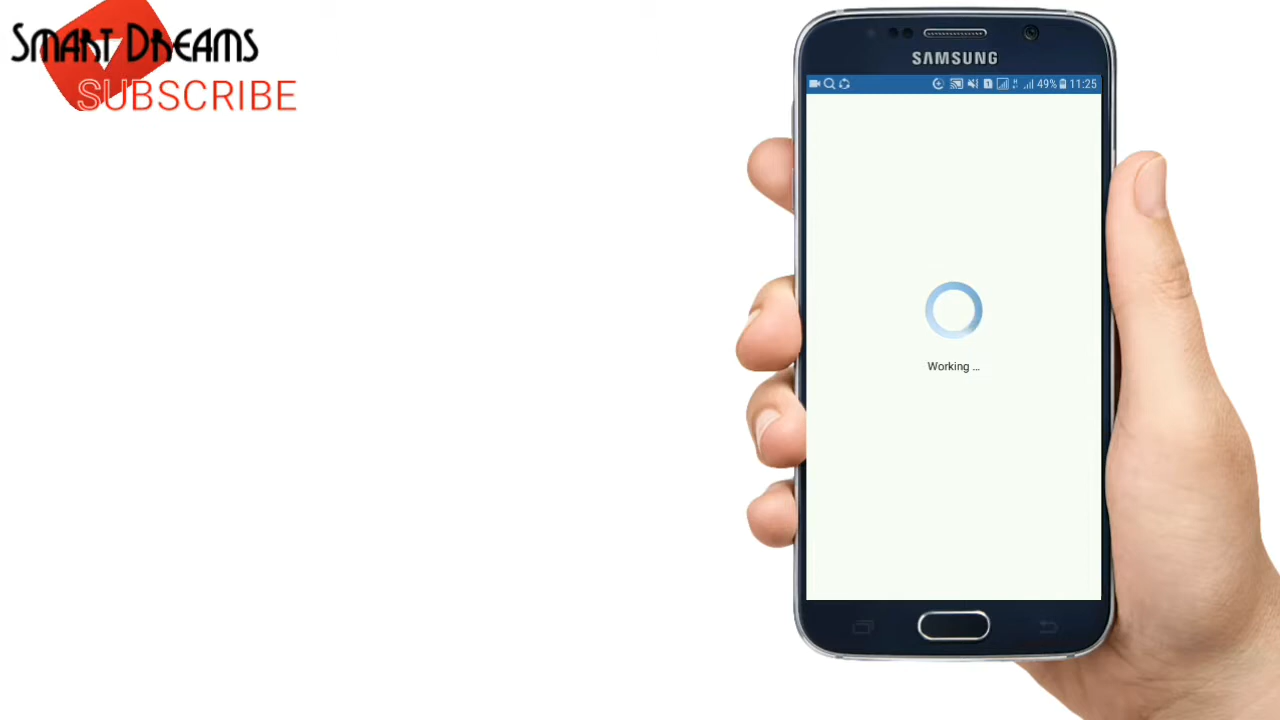 SMART DREAMS
SUBSCRIBE
SAMSUNG
49% 11:25
Working ...